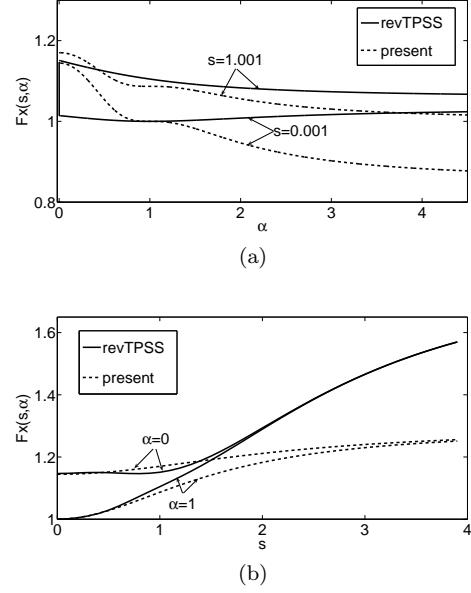 revTPSS
present
1.2
s=1.001
Fx(s,α)
1
s=0.001
0.8
0 1 2 3 4
α
(a)
1.6
revTPSS
present
Fx(s,α)
1.4
α=0
1.2
α=1
1
0 1 2 3 4
s
(b)